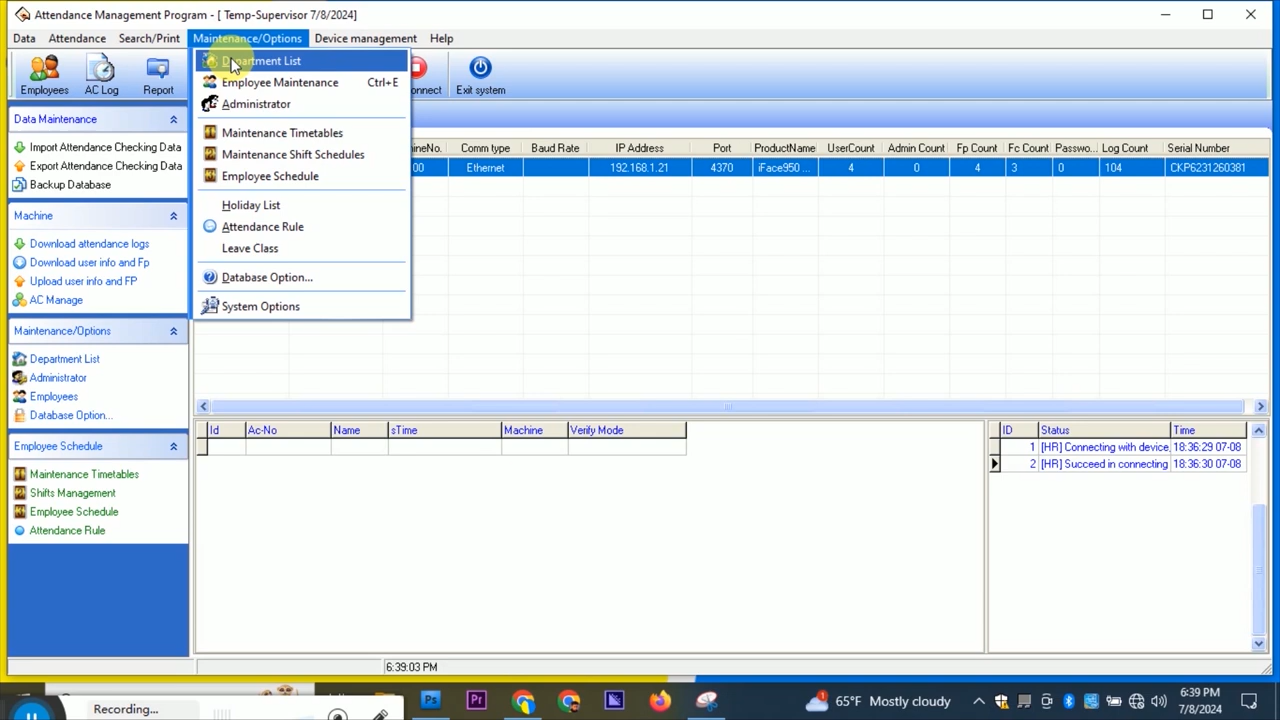 Attendance Management Program - [ Temp-Supervisor 7/8/2024]
Data Attendance Search/Print Maintenance/Options Device management Help
Employees AC Log Report Exit system
Department List
Employee Maintenance Ctrl+E
Administrator
Maintenance Timetables
Maintenance Shift Schedules
Employee Schedule
Holiday List
Attendance Rule
Leave Class
Database Option...
System Options
Data Maintenance
Import Attendance Checking Data
Export Attendance Checking Data
Backup Database
Machine
Download attendance logs
Download user info and Fp
Upload user info and FP
AC Manage
Maintenance/Options
Department List
Administrator
Employees
Database Option...
Employee Schedule
Maintenance Timetables
Shifts Management
Employee Schedule
Attendance Rule
Comm type Baud Rate IP Address Port ProductName UserCount Admin Count Fp Count Fc Count Passwo... Log Count Serial Number
Ethernet 192.168.1.21 4370 iFace950 ... 4 0 4 3 0 104 CKP6231260381
Id Ac-No Name sTime Machine Verify Mode
ID Status Time
1 [HR] Connecting with device, 18:36:29 07-08
2 [HR] Succeed in connecting 18:36:30 07-08
6:39:03 PM
Recording...
65°F Mostly cloudy
6:39 PM
7/8/2024